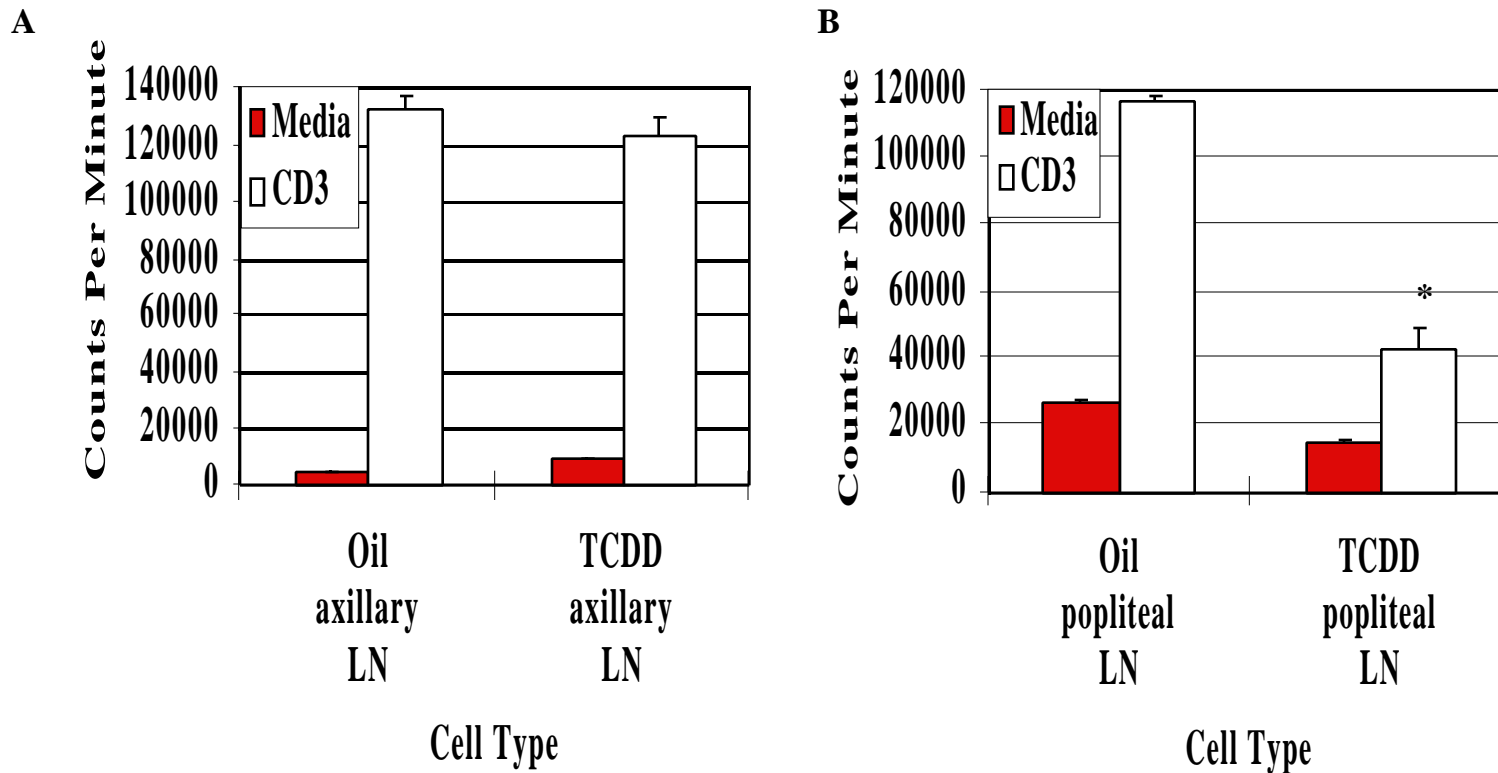 A
Counts Per Minute
140000
120000
100000
80000
60000
40000
20000
0
Media
CD3
Oil
axillary
LN
TCDD
axillary
LN
Cell Type
B
Counts Per Minute
120000
100000
80000
60000
40000
20000
0
Media
CD3
*
Oil
popliteal
LN
TCDD
popliteal
LN
Cell Type